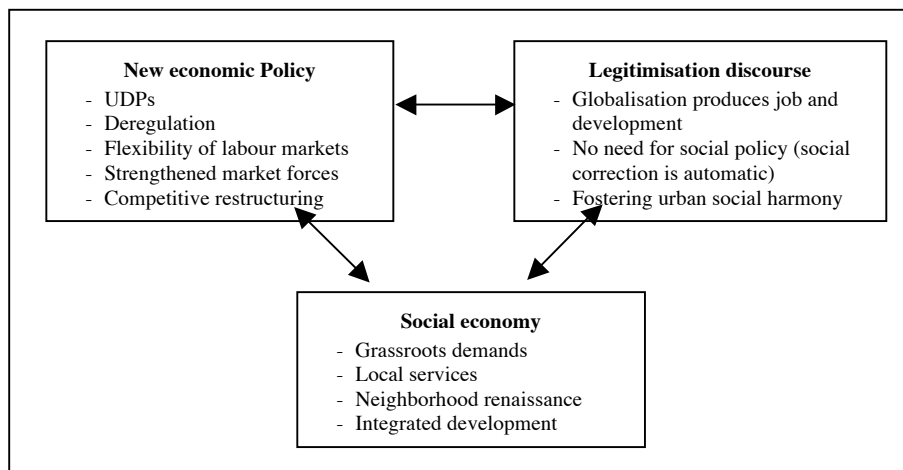 New economic Policy
- UDPs
- Deregulation
- Flexibility of labour markets
- Strengthened market forces
- Competitive restructuring
Legitimisation discourse
- Globalisation produces job and
development
- No need for social policy (social
correction is automatic)
- Fostering urban social harmony
Social economy
- Grassroots demands
- Local services
- Neighborhood renaissance
- Integrated development